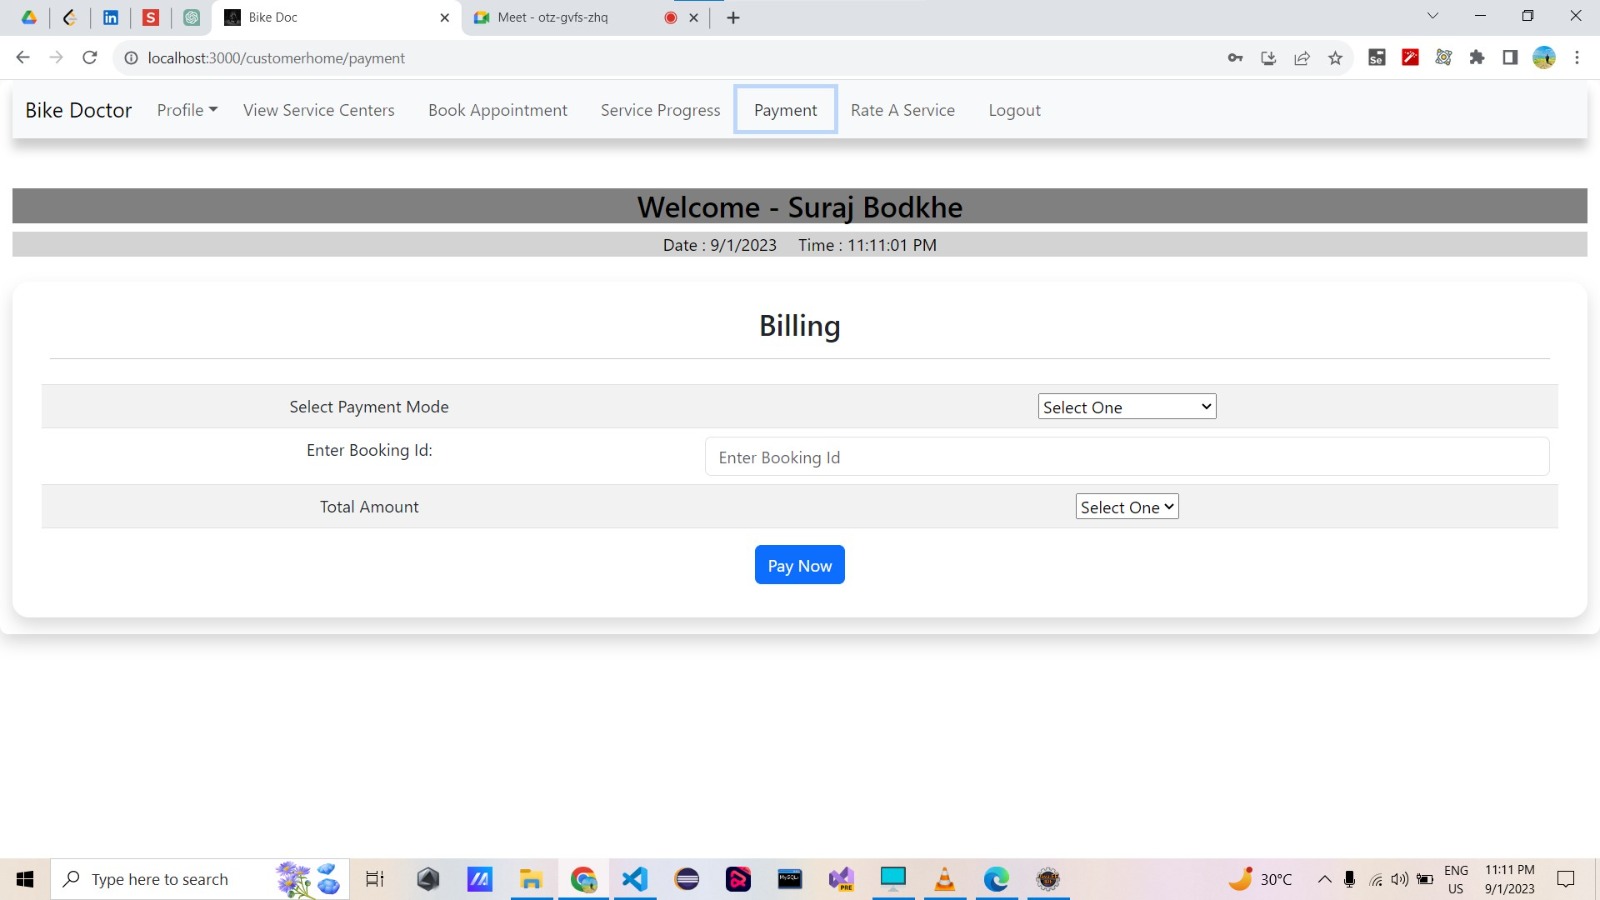 Bike Doc
Meet - otz-gvfs-zhq
localhost:3000/customerhome/payment
Bike Doctor Profile View Service Centers Book Appointment Service Progress Payment Rate A Service Logout
Welcome - Suraj Bodkhe
Date : 9/1/2023 Time : 11:11:01 PM
Billing
Select Payment Mode Select One
Enter Booking Id: Enter Booking Id
Total Amount Select One
Pay Now
Type here to search
30°C
ENG
US
11:11 PM
9/1/2023